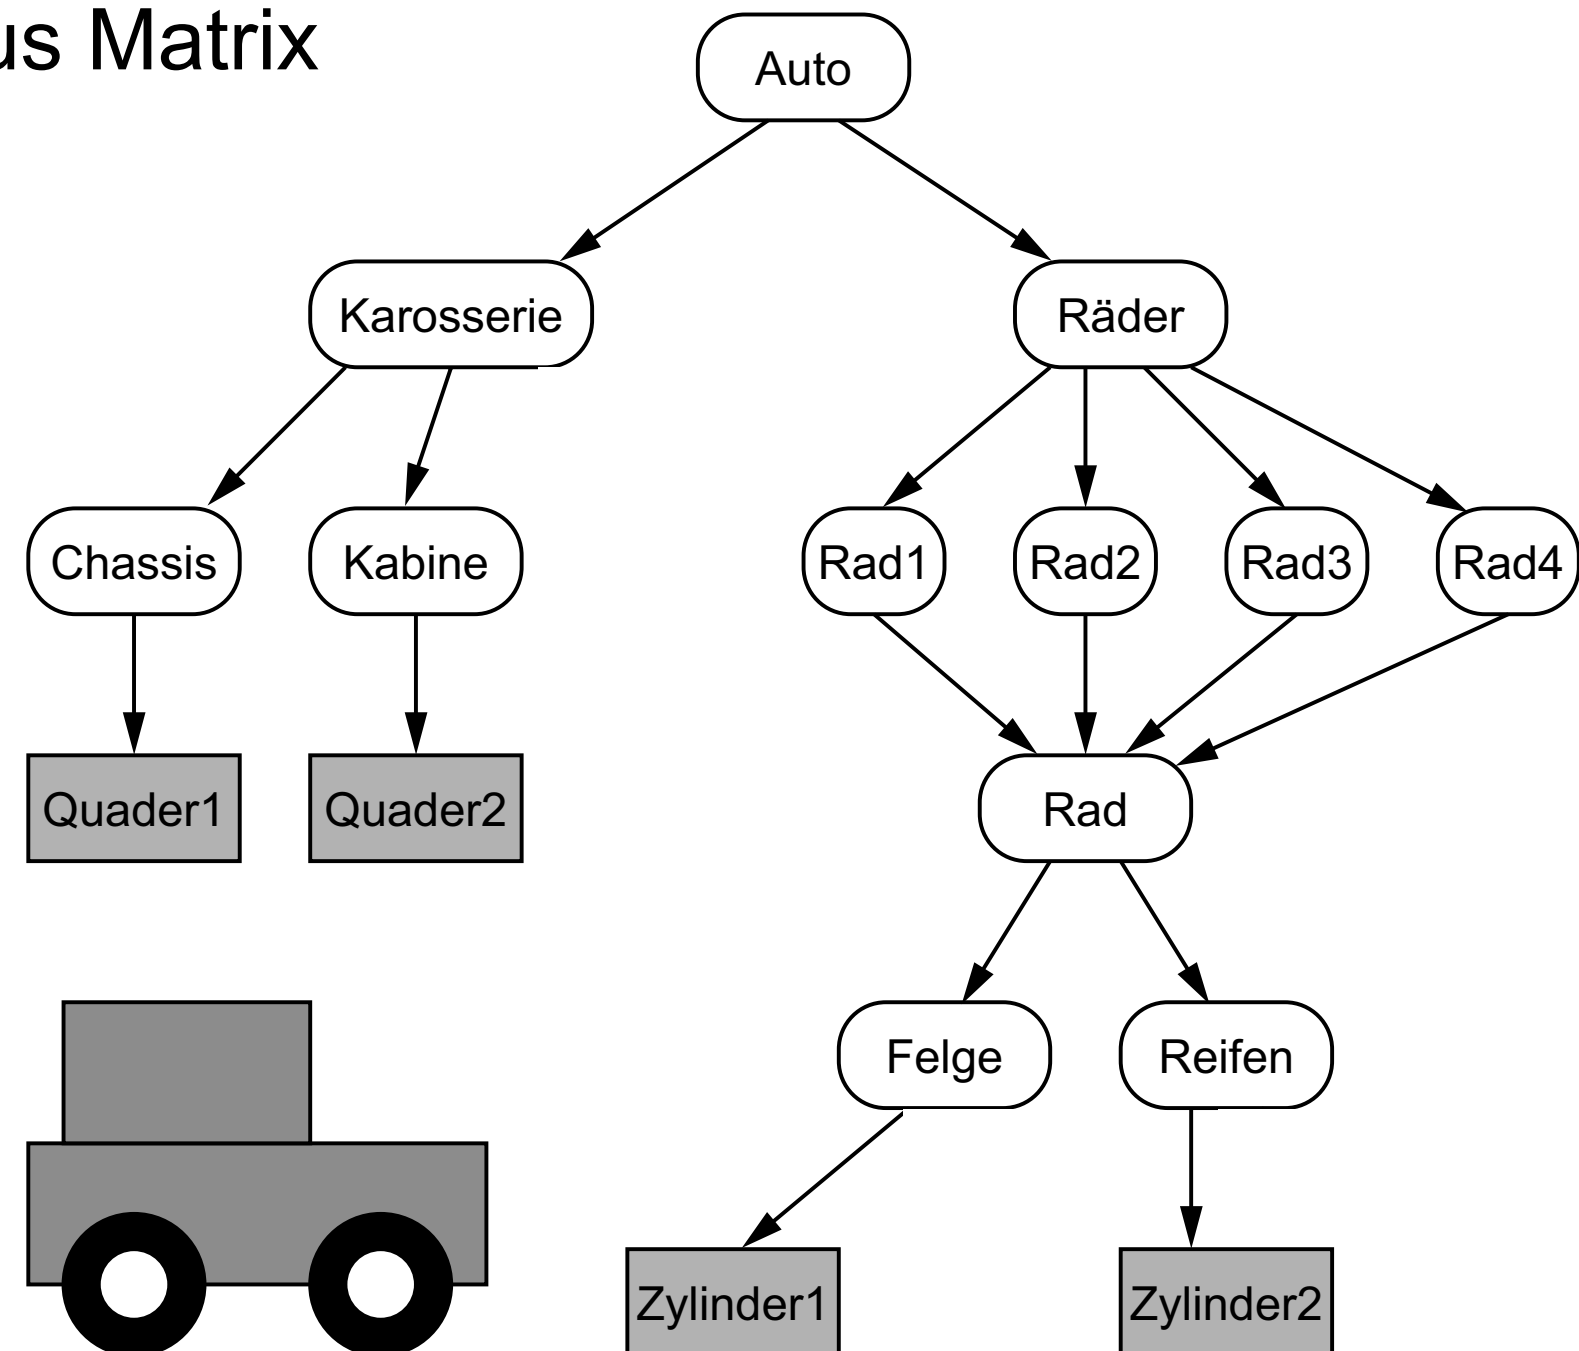 us Matrix
Auto
Karosserie
Räder
Chassis
Kabine
Rad1
Rad2
Rad3
Rad4
Quader1
Quader2
Rad
Felge
Reifen
Zylinder1
Zylinder2